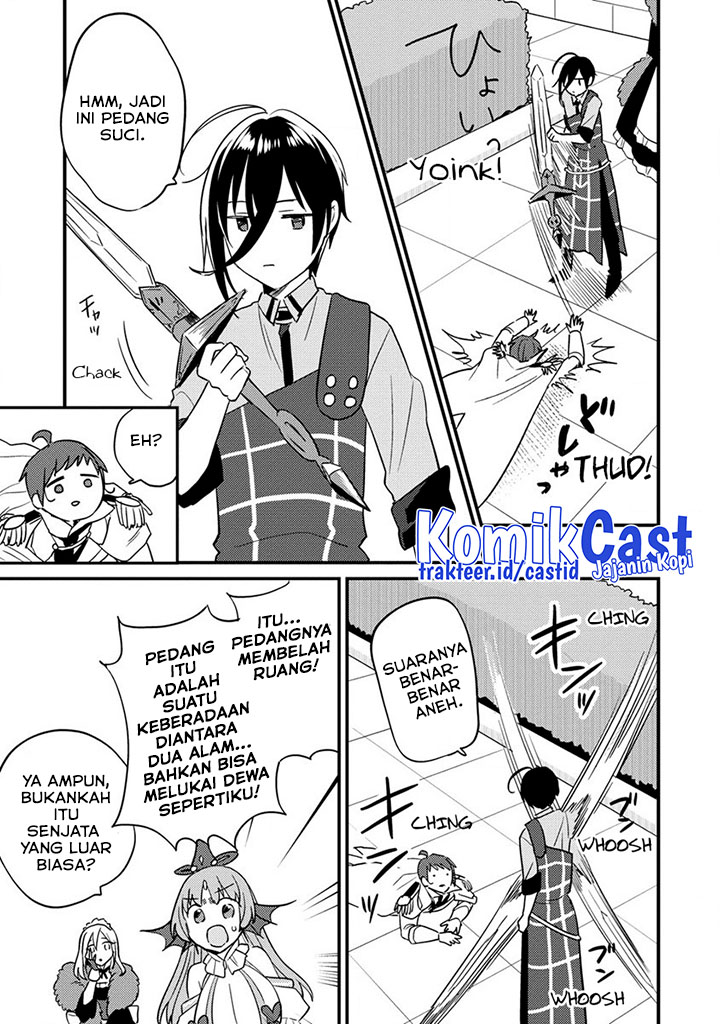 ひょい
Yoink!
HMM, JADI
INI PEDANG
SUCI.
チャッ
Chack
どしゃ
THUD!
EH?
KomikCast
trakteer.id/castid
Jajanin Kopi
CHING
キン
SUARANYA
BENAR-
BENAR
ANEH.
キン
CHING
WHOOSH
ブン
ブン
WHOOSH
ITU...
PEDANGNYA
MEMBELAH
RUANG!
PEDANG
ITU
ADALAH
SUATU
KEBERADAAN
DIANTARA
DUA ALAM...
BAHKAN BISA
MELUKAI DEWA
SEPERTIKU!
YA AMPUN,
BUKANKAH
ITU
SENJATA
YANG LUAR
BIASA?